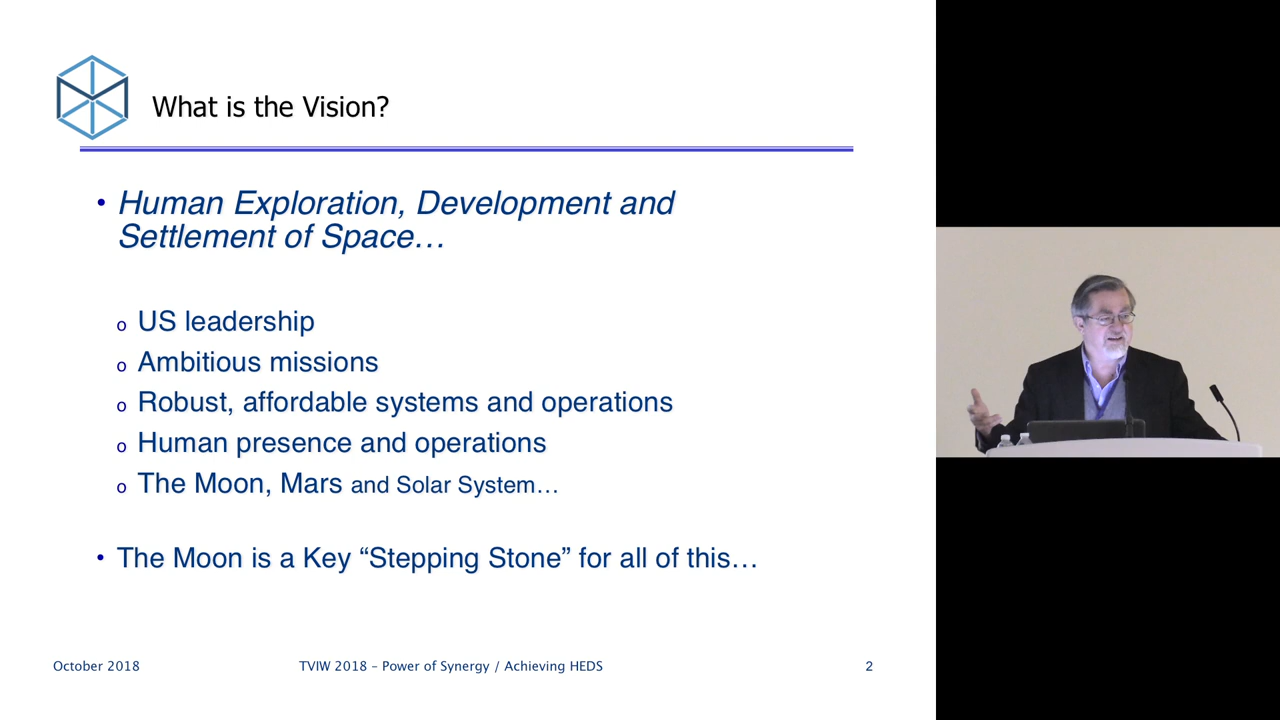 What is the Vision?
• Human Exploration, Development and
Settlement of Space…
o US leadership
o Ambitious missions
o Robust, affordable systems and operations
o Human presence and operations
o The Moon, Mars and Solar System…
• The Moon is a Key “Stepping Stone” for all of this…
October 2018 TVIW 2018 – Power of Synergy / Achieving HEDS 2